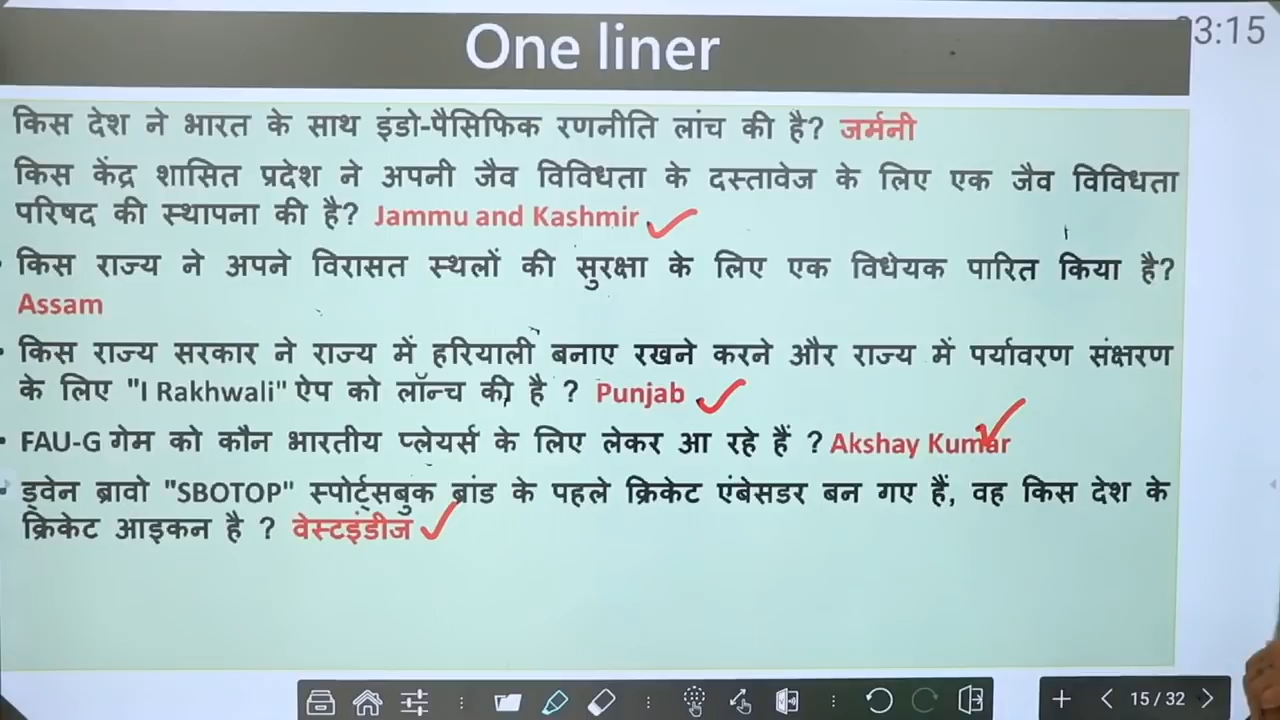 One liner
3:15
किस देश ने भारत के साथ इंडो-पैसिफिक रणनीति लांच की है? जर्मनी
किस केंद्र शासित प्रदेश ने अपनी जैव विविधता के दस्तावेज के लिए एक जैव विविधता
परिषद की स्थापना की है? Jammu and Kashmir
किस राज्य ने अपने विरासत स्थलों की सुरक्षा के लिए एक विधेयक पारित किया है?
Assam
किस राज्य सरकार ने राज्य में हरियाली बनाए रखने करने और राज्य में पर्यावरण संक्षरण
के लिए "I Rakhwali" ऐप को लॉन्च की है ? Punjab
FAU-G गेम को कौन भारतीय प्लेयर्स के लिए लेकर आ रहे हैं ? Akshay Kumar
ड्वेन ब्रावो "SBOTOP" स्पोर्ट्सबुक ब्रांड के पहले क्रिकेट एंबेसडर बन गए हैं, वह किस देश के
क्रिकेट आइकन है ? वेस्टइंडीज
15 / 32